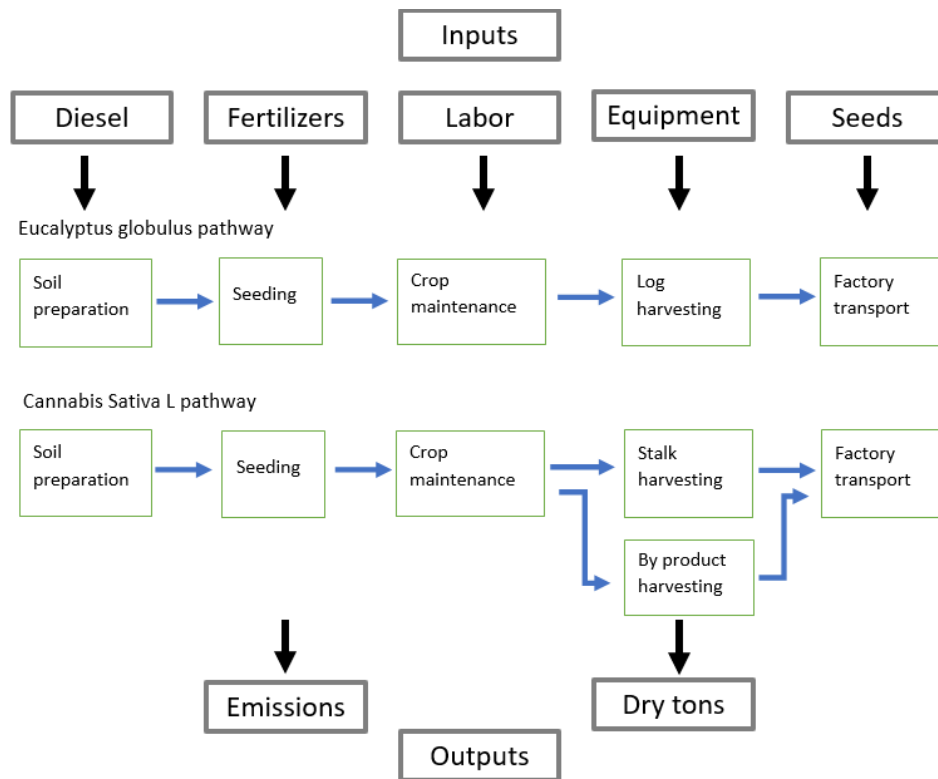 Inputs
Diesel
Fertilizers
Labor
Equipment
Seeds
Eucalyptus globulus pathway
Soil
preparation
Seeding
Crop
maintenance
Log
harvesting
Factory
transport
Cannabis Sativa L pathway
Soil
preparation
Seeding
Crop
maintenance
Stalk
harvesting
Factory
transport
By product
harvesting
Emissions
Dry tons
Outputs